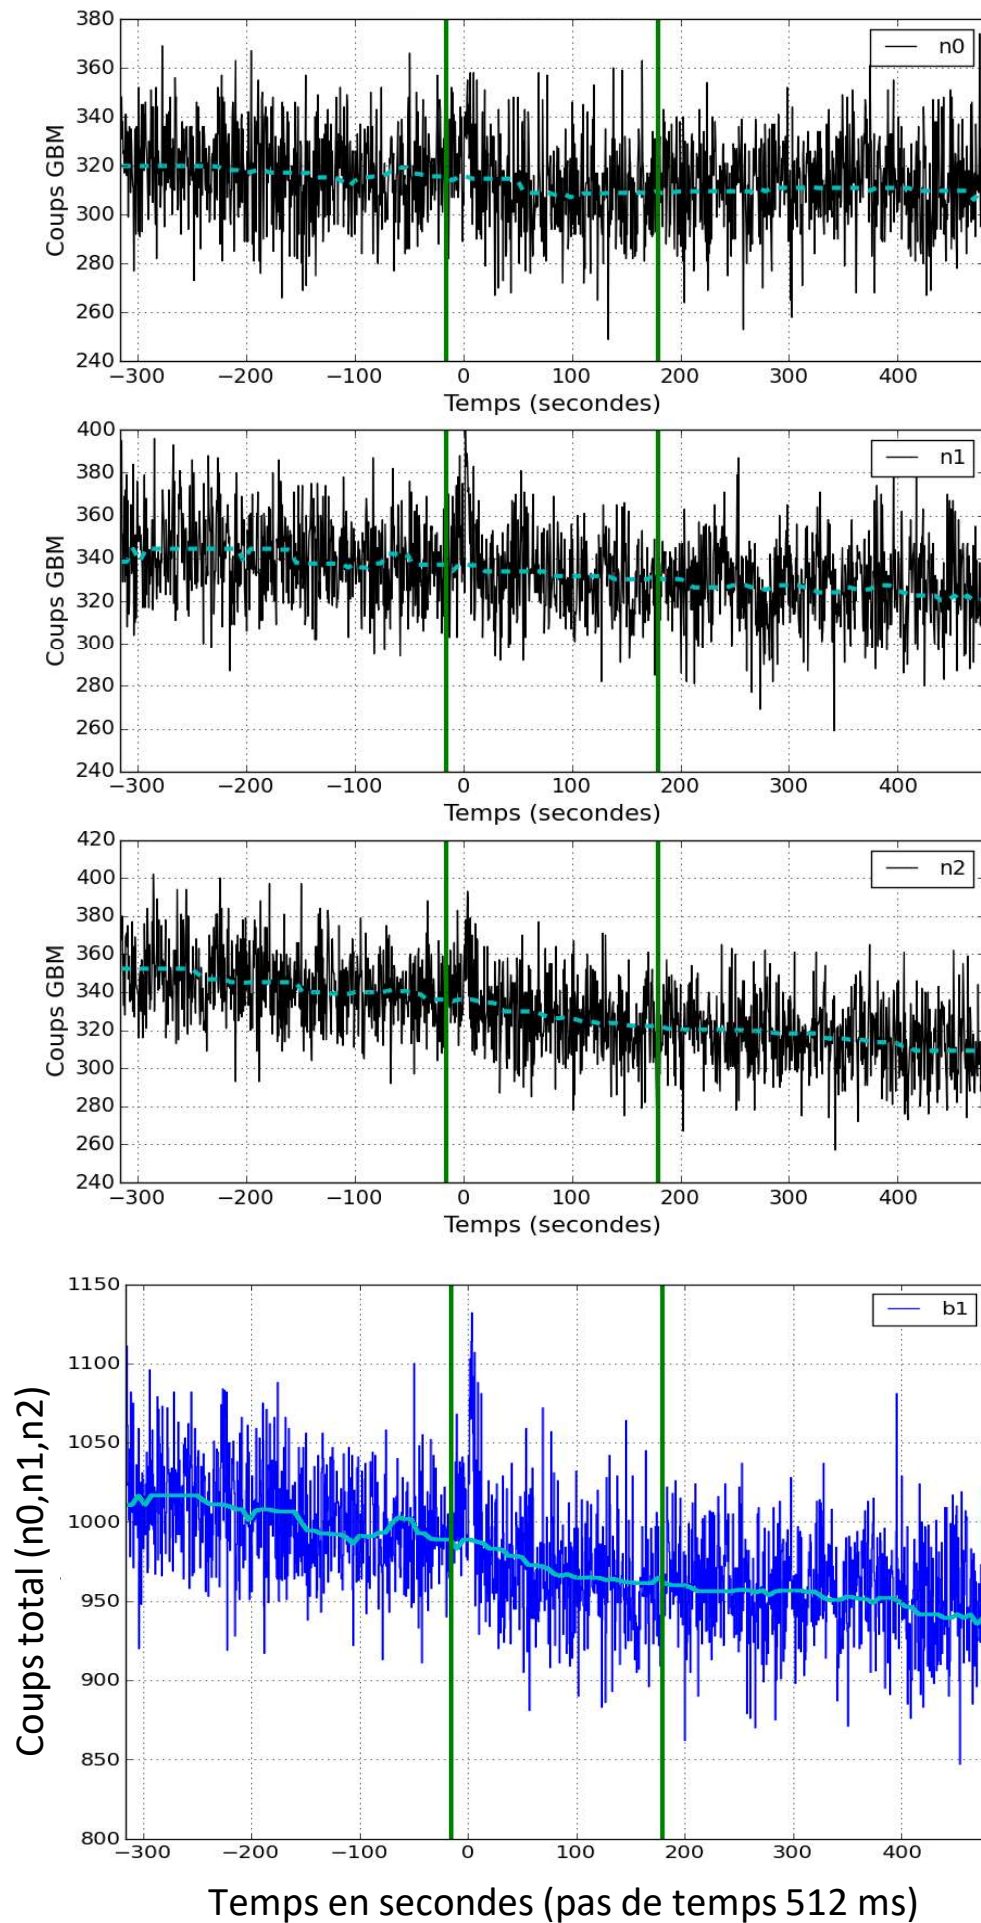 380
360
340
320
300
280
260
240
Coups GBM
n0
−300 −200 −100 0 100 200 300 400
Temps (secondes)
400
380
360
340
320
300
280
260
240
Coups GBM
n1
−300 −200 −100 0 100 200 300 400
Temps (secondes)
420
400
380
360
340
320
300
280
260
240
Coups GBM
n2
−300 −200 −100 0 100 200 300 400
Temps (secondes)
1150
1100
1050
1000
950
900
850
800
Coups total (n0,n1,n2)
b1
−300 −200 −100 0 100 200 300 400
Temps en secondes (pas de temps 512 ms)